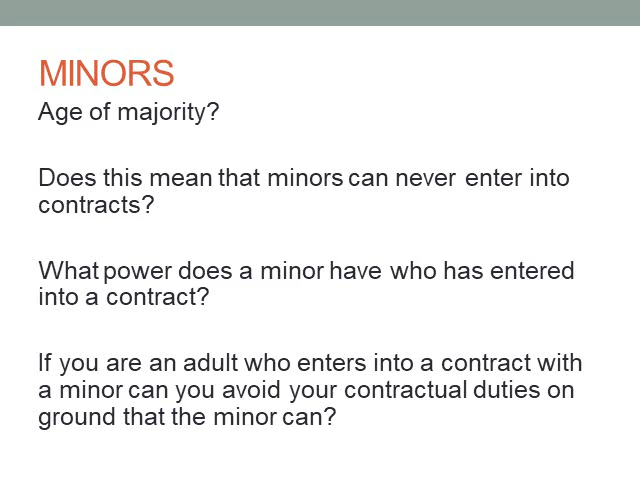 MINORS
Age of majority?
Does this mean that minors can never enter into
contracts?
What power does a minor have who has entered
into a contract?
If you are an adult who enters into a contract with
a minor can you avoid your contractual duties on
ground that the minor can?